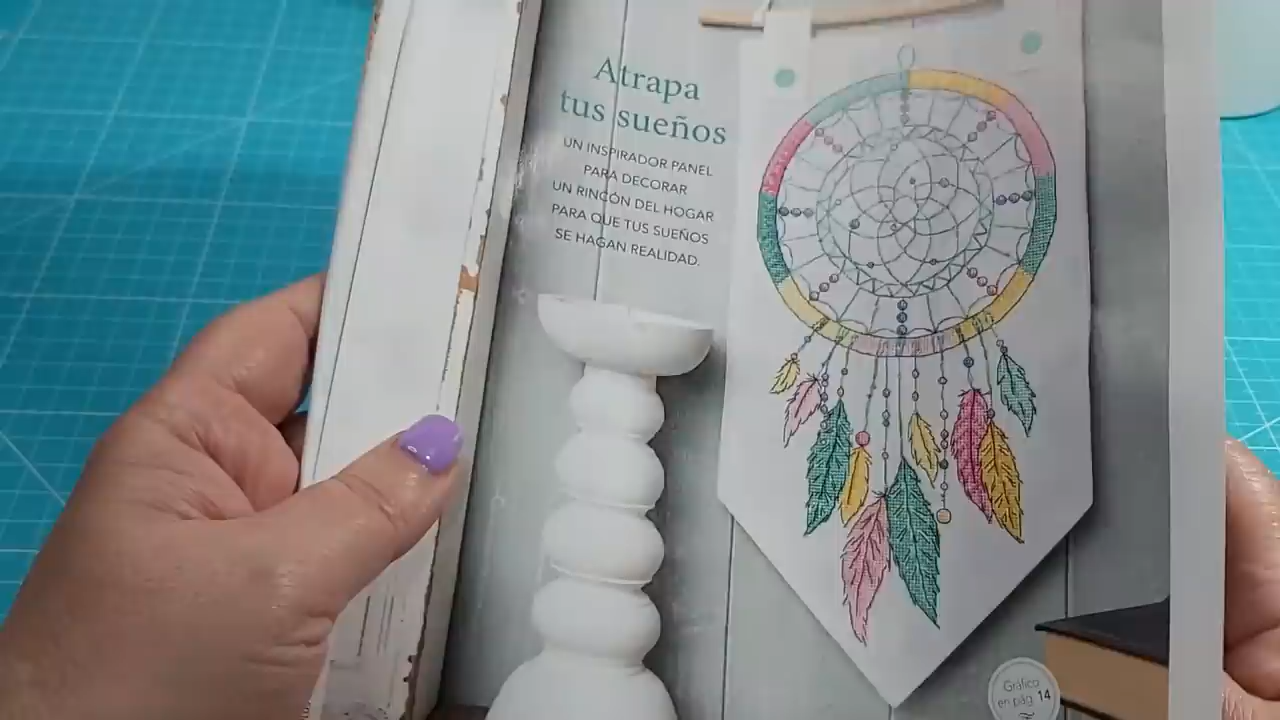 Atrapa
tus sueños
UN INSPIRADOR PANEL
PARA DECORAR
UN RINCÓN DEL HOGAR
PARA QUE TUS SUEÑOS
SE HAGAN REALIDAD.
Gráfico
en pág 14